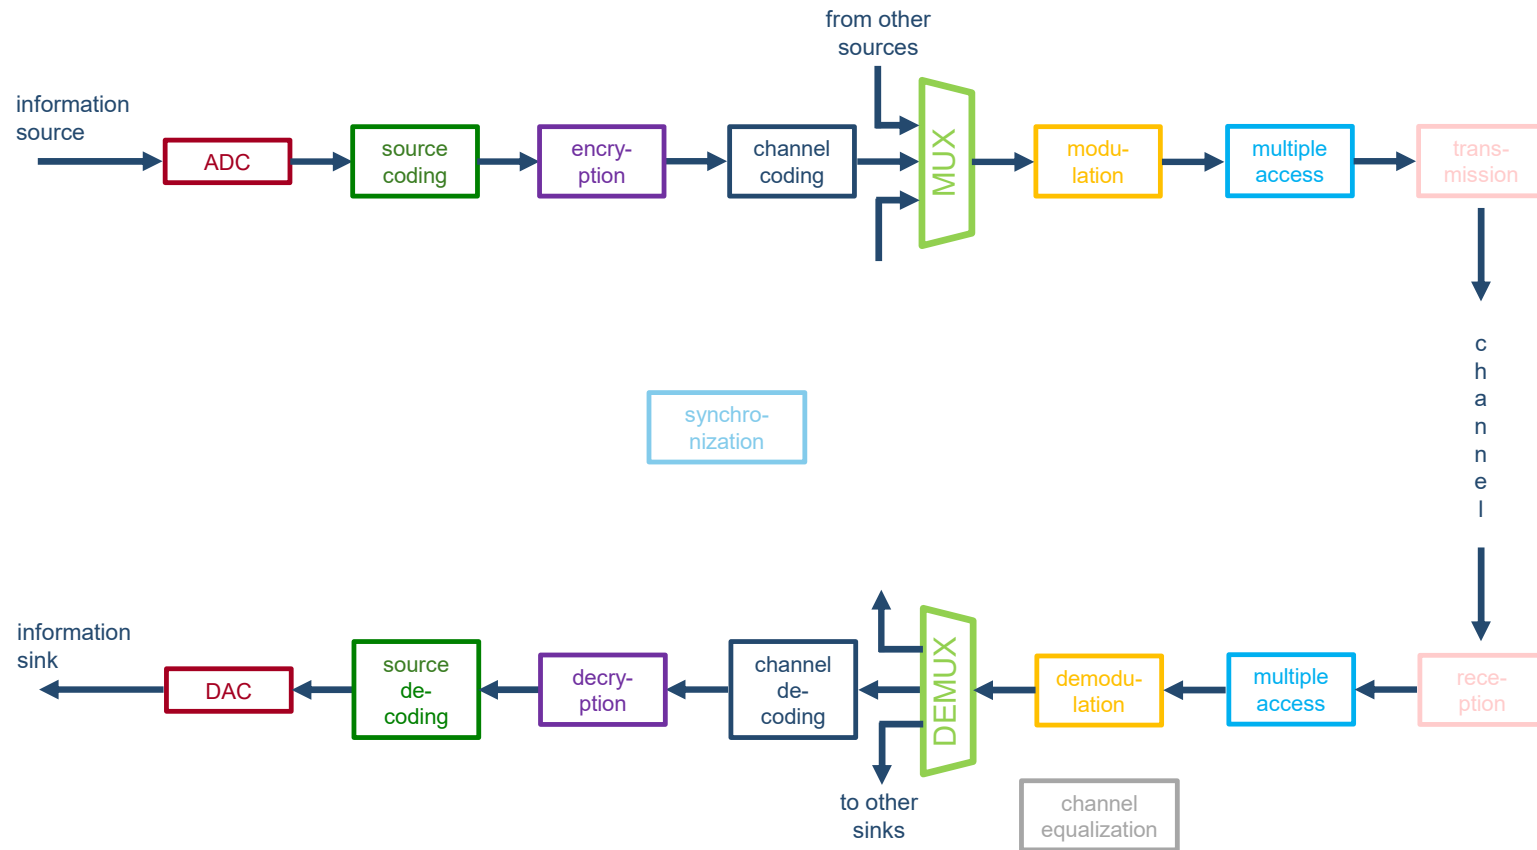 from other
sources
information
source
ADC
source
coding
encry-
ption
channel
coding
MUX
modu-
lation
multiple
access
trans-
mission
channel
synchro-
nization
information
sink
DAC
source
de-
coding
decry-
ption
channel
de-
coding
DEMUX
demodu-
lation
multiple
access
rece-
ption
to other
sinks
channel
equalization